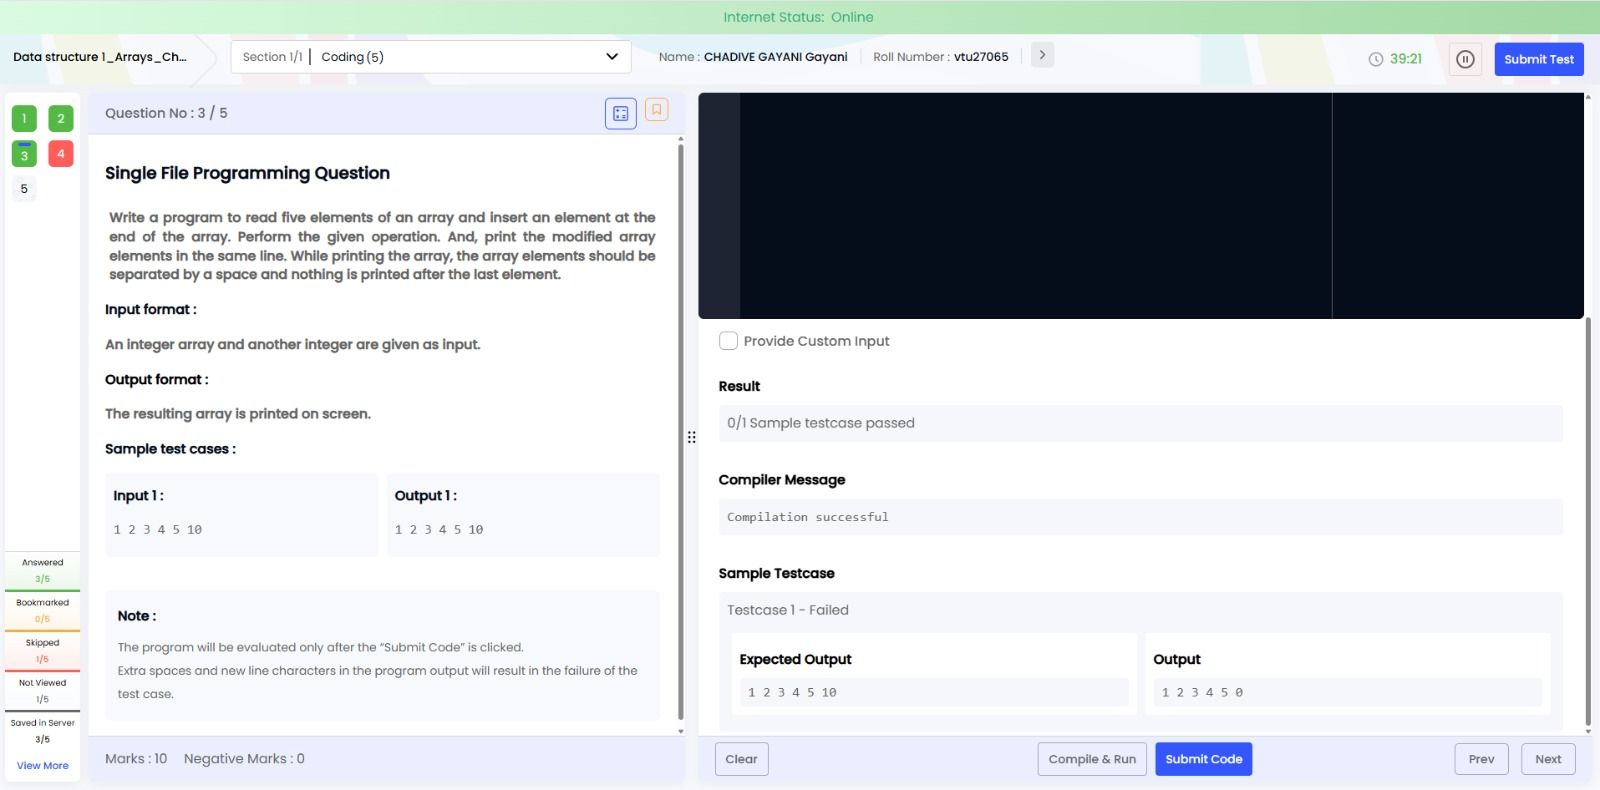 Internet Status: Online
Data structure 1_Arrays_Ch...
Section 1/1 | Coding (5)
Name : CHADIVE GAYANI Gayani
Roll Number : vtu27065
39:21
Submit Test
1 2
3 4
5
Answered
3/5
Bookmarked
0/5
Skipped
1/5
Not Viewed
1/5
Saved in Server
3/5
View More
Question No : 3 / 5
Single File Programming Question
Write a program to read five elements of an array and insert an element at the
end of the array. Perform the given operation. And, print the modified array
elements in the same line. While printing the array, the array elements should be
separated by a space and nothing is printed after the last element.
Input format :
An integer array and another integer are given as input.
Output format :
The resulting array is printed on screen.
Sample test cases :
Input 1 :
1 2 3 4 5 10
Output 1 :
1 2 3 4 5 10
Note :
The program will be evaluated only after the “Submit Code” is clicked.
Extra spaces and new line characters in the program output will result in the failure of the
test case.
Marks : 10 Negative Marks : 0
Provide Custom Input
Result
0/1 Sample testcase passed
Compiler Message
Compilation successful
Sample Testcase
Testcase 1 - Failed
Expected Output
1 2 3 4 5 10
Output
1 2 3 4 5 0
Clear
Compile & Run
Submit Code
Prev
Next